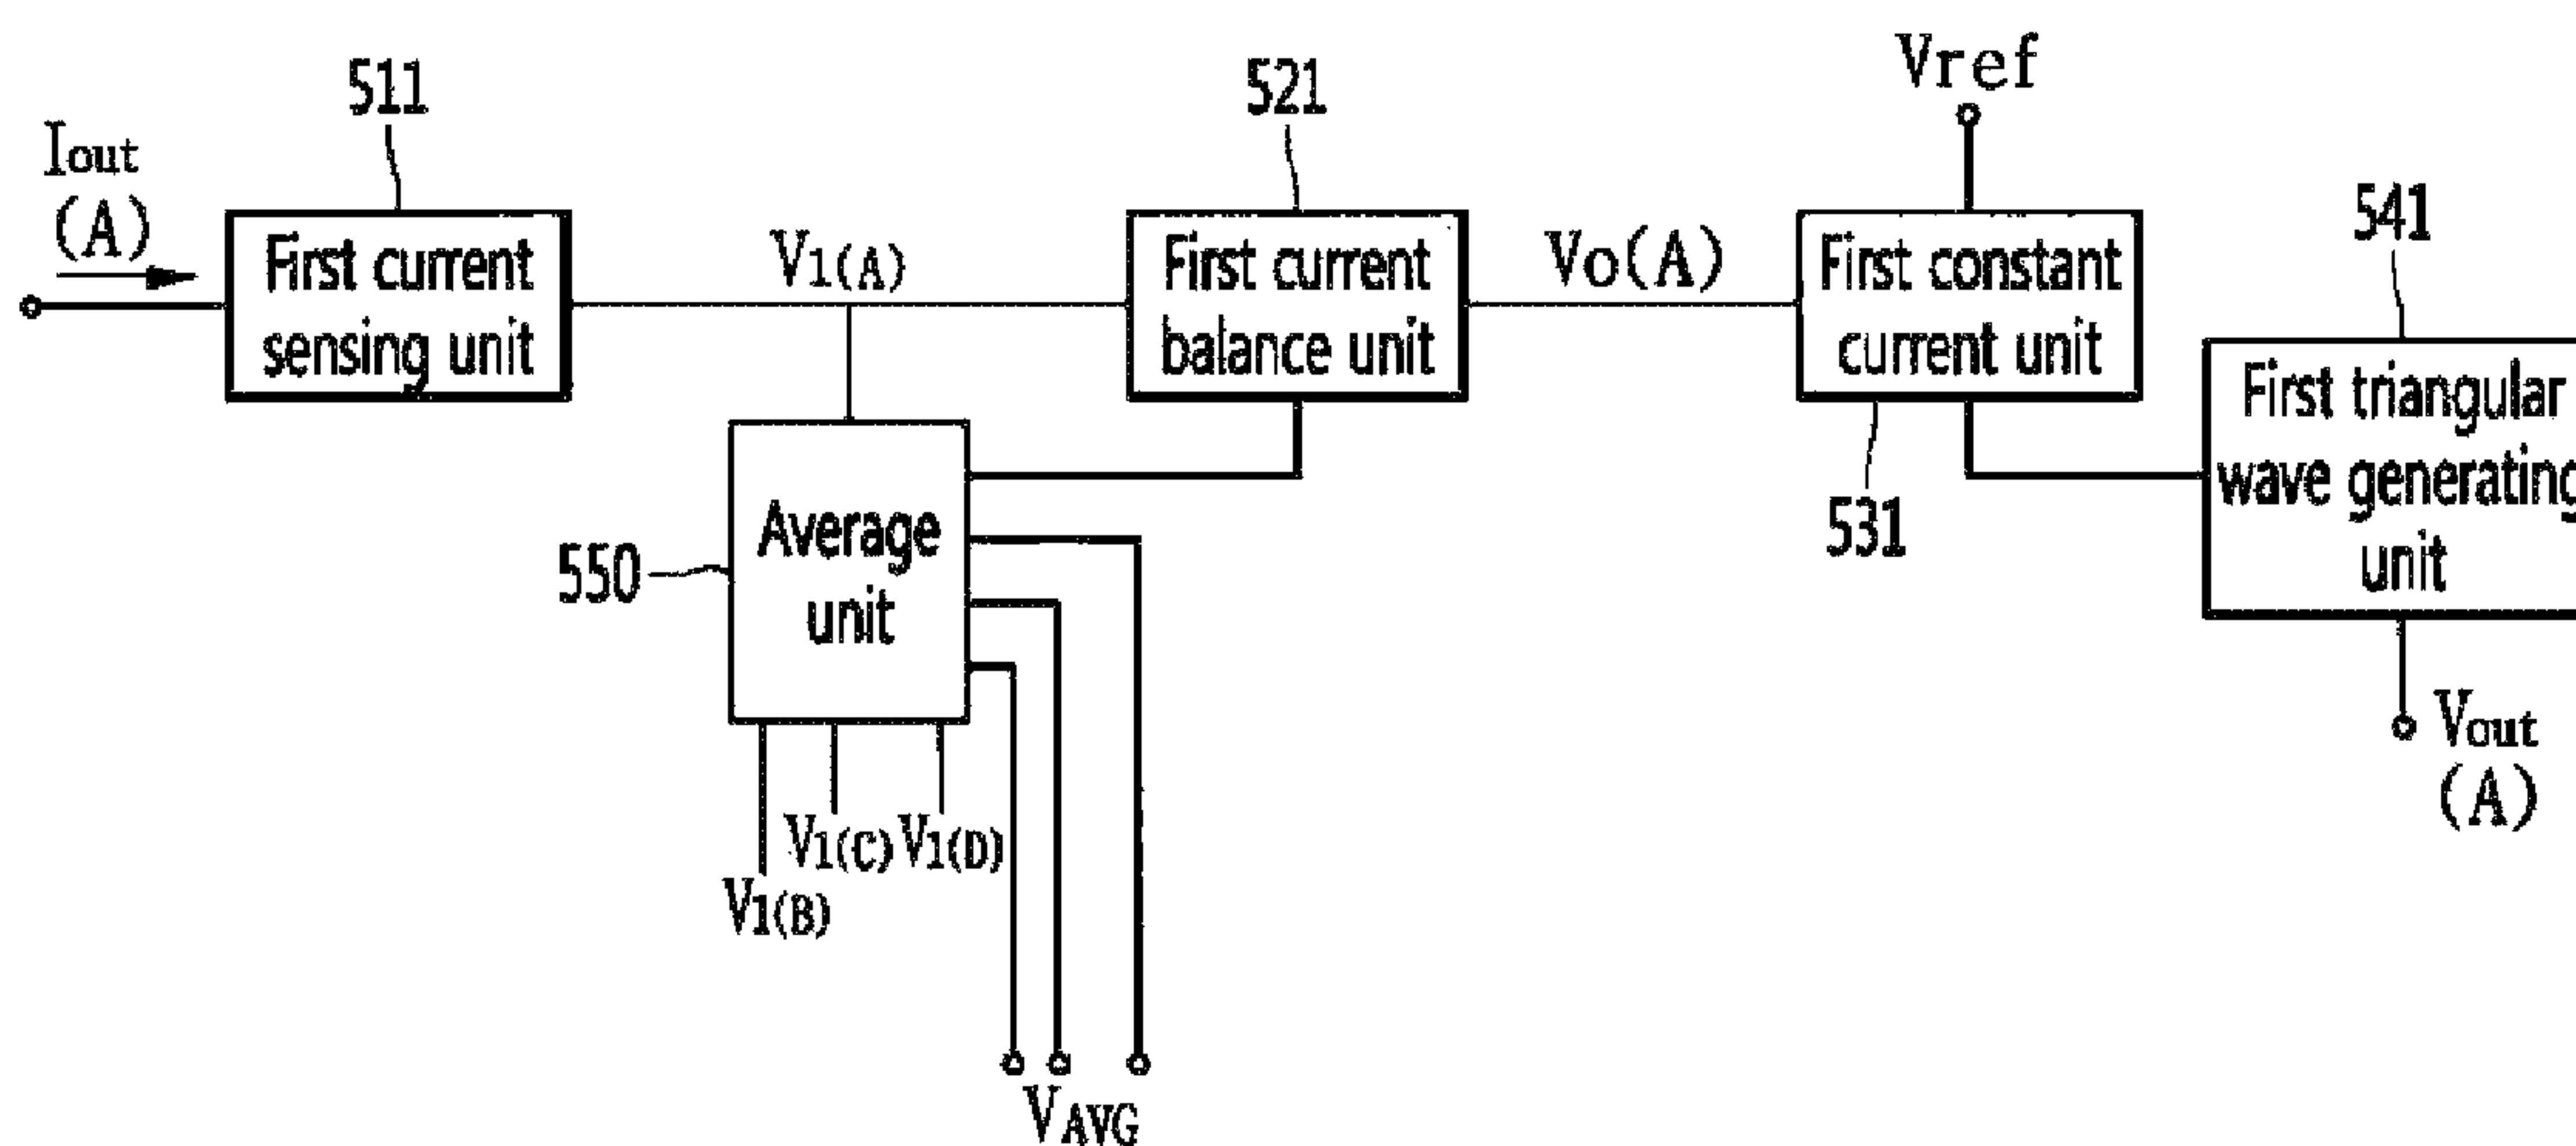 511
521
Vref
Iout
(A)
541
First current
sensing unit
V1(A)
First current
balance unit
Vo(A)
First constant
current unit
First triangular
wave generating
unit
550
Average
unit
531
Vout
(A)
V1(C) V1(D)
V1(B)
VAVG